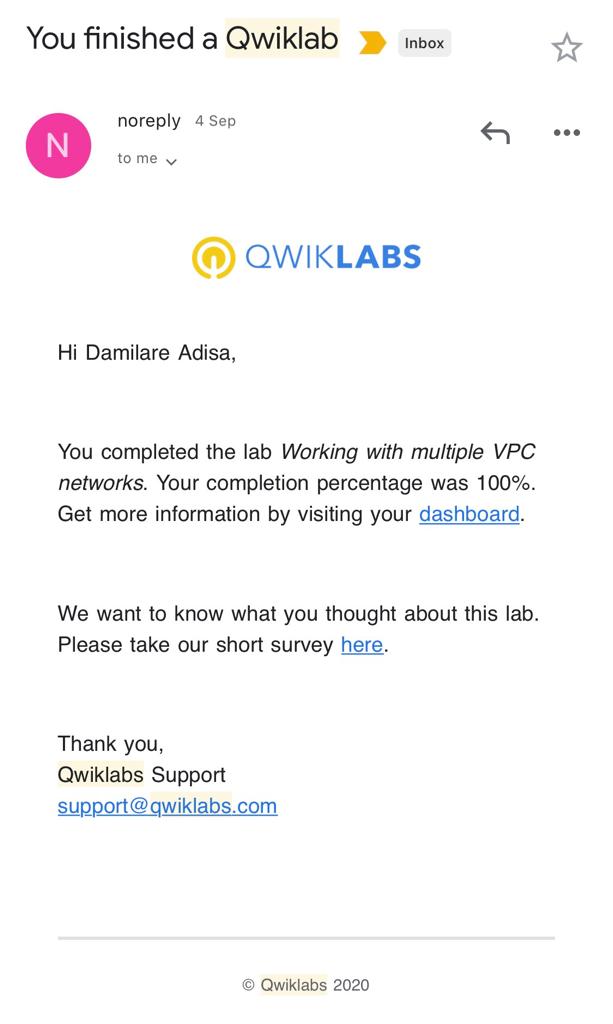 You finished a Qwiklab
Inbox
N
noreply 4 Sep
to me
QWIKLABS
Hi Damilare Adisa,
You completed the lab Working with multiple VPC
networks. Your completion percentage was 100%.
Get more information by visiting your dashboard.
We want to know what you thought about this lab.
Please take our short survey here.
Thank you,
Qwiklabs Support
support@qwiklabs.com
© Qwiklabs 2020